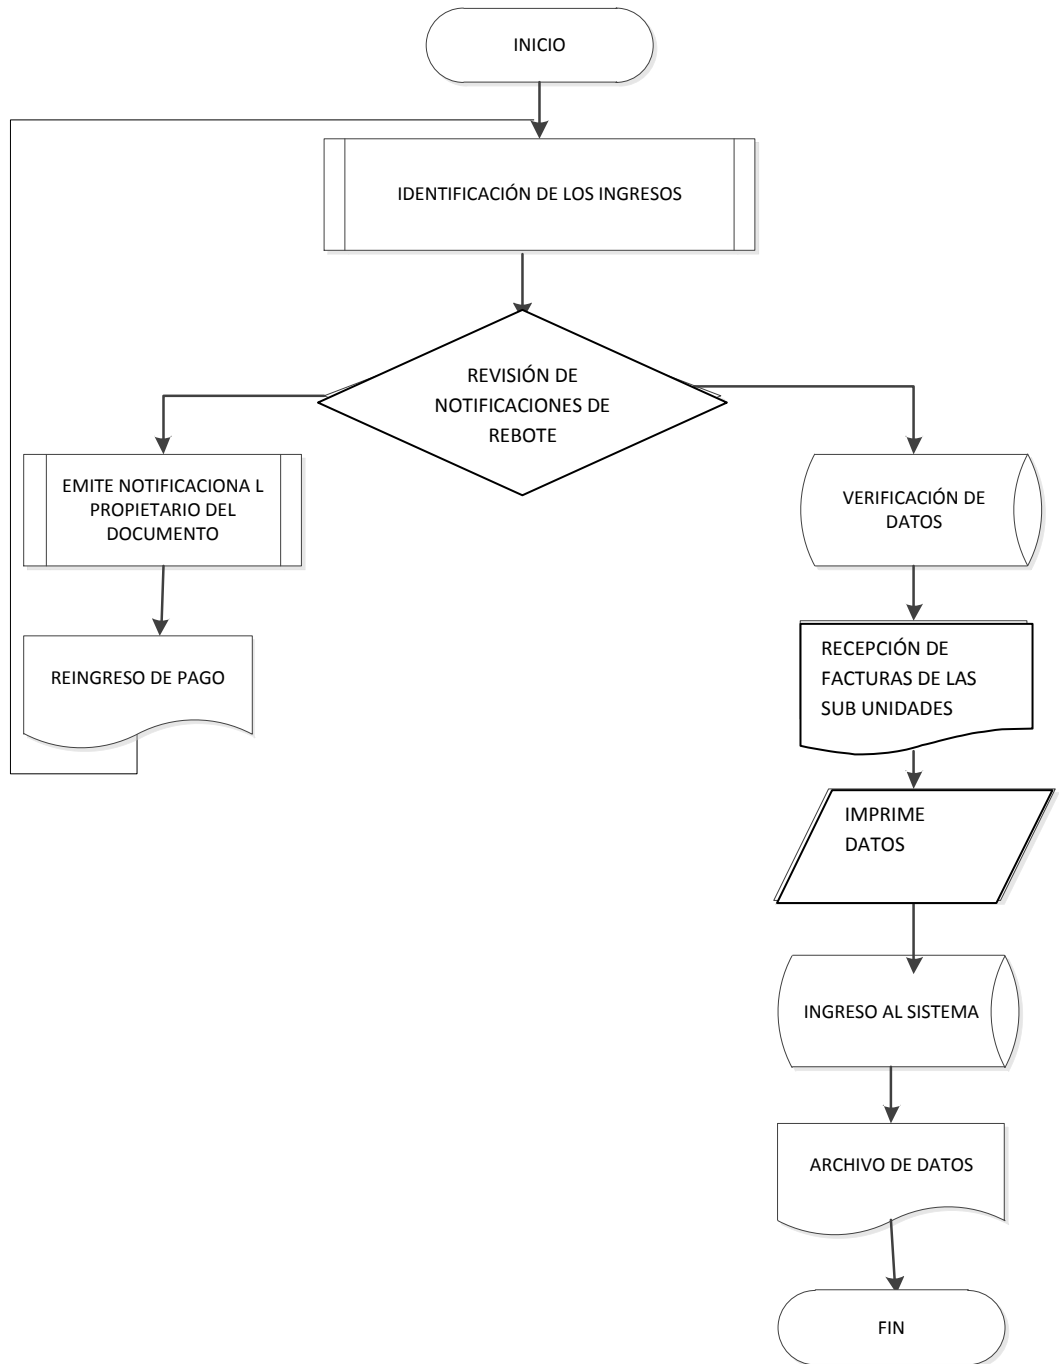 INICIO
IDENTIFICACIÓN DE LOS INGRESOS
REVISIÓN DE
NOTIFICACIONES DE
REBOTE
EMITE NOTIFICACIONA L
PROPIETARIO DEL
DOCUMENTO
REINGRESO DE PAGO
VERIFICACIÓN DE
DATOS
RECEPCIÓN DE
FACTURAS DE LAS
SUB UNIDADES
IMPRIME
DATOS
INGRESO AL SISTEMA
ARCHIVO DE DATOS
FIN